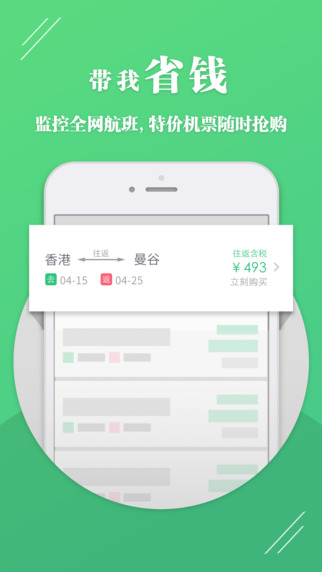 带我省钱
监控全网航班, 特价机票随时抢购
往返
香港 曼谷
往返含税
¥ 493
去 04-15 返 04-25
立刻购买